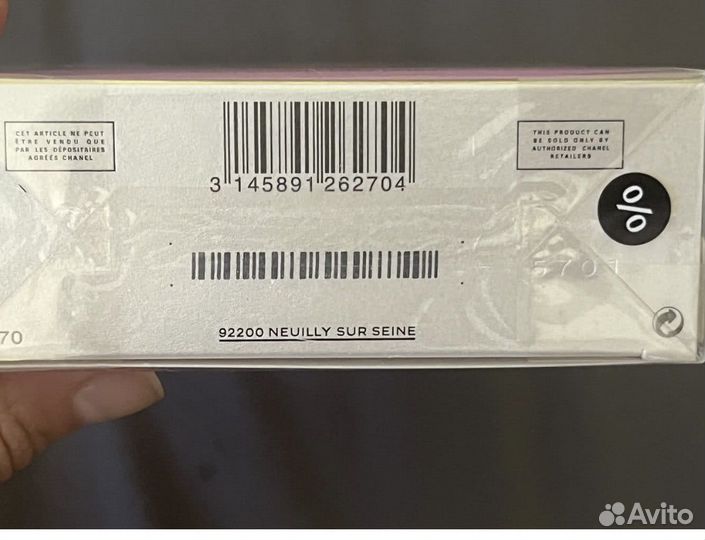 CET ARTICLE NE PEUT
ÊTRE VENDU QUE
PAR LES DÉPOSITAIRES
AGRÉÉS CHANEL
THIS PRODUCT CAN
BE SOLD ONLY BY
AUTHORIZED CHANEL
RETAILERS
3 145891 262704
%
5701
70
92200 NEUILLY SUR SEINE
Avito